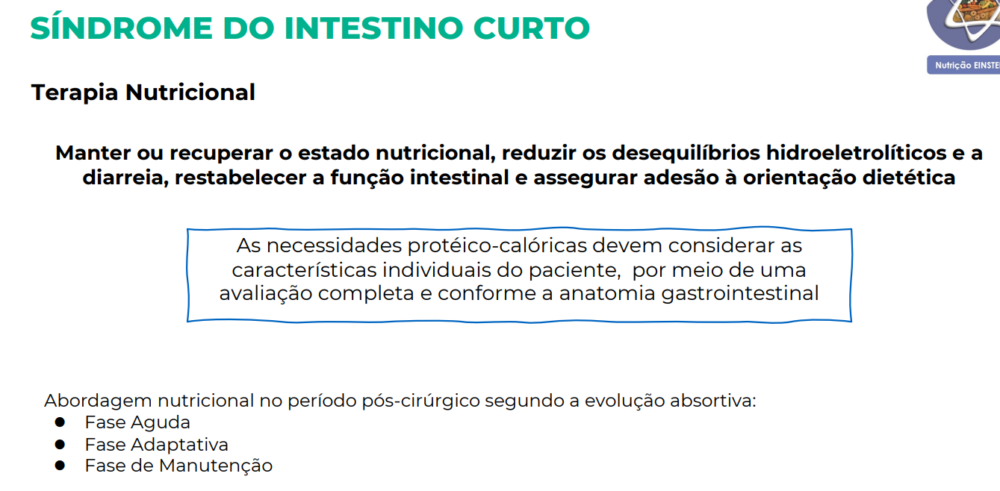 SÍNDROME DO INTESTINO CURTO
Nutrição
Terapia Nutricional
Manter ou recuperar o estado nutricional, reduzir os desequilíbrios hidroeletrolíticos e a
diarreia, restabelecer a função intestinal e assegurar adesão à orientação dietética
As necessidades protéico-calóricas devem considerar as
características individuais do paciente, por meio de uma
avaliação completa e conforme a anatomia gastrointestinal
Abordagem nutricional no período pós-cirúrgico segundo a evolução absortiva:
● Fase Aguda
● Fase Adaptativa
● Fase de Manutenção